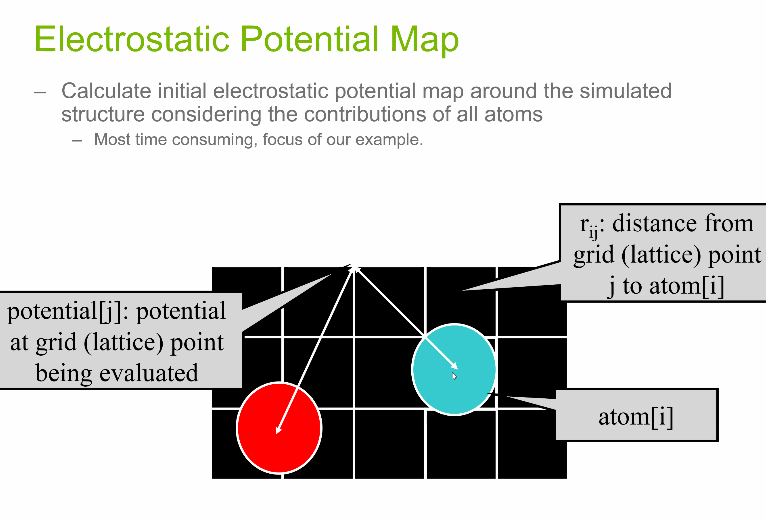 Electrostatic Potential Map
– Calculate initial electrostatic potential map around the simulated
structure considering the contributions of all atoms
– Most time consuming, focus of our example.
rij: distance from
grid (lattice) point
j to atom[i]
potential[j]: potential
at grid (lattice) point
being evaluated
atom[i]